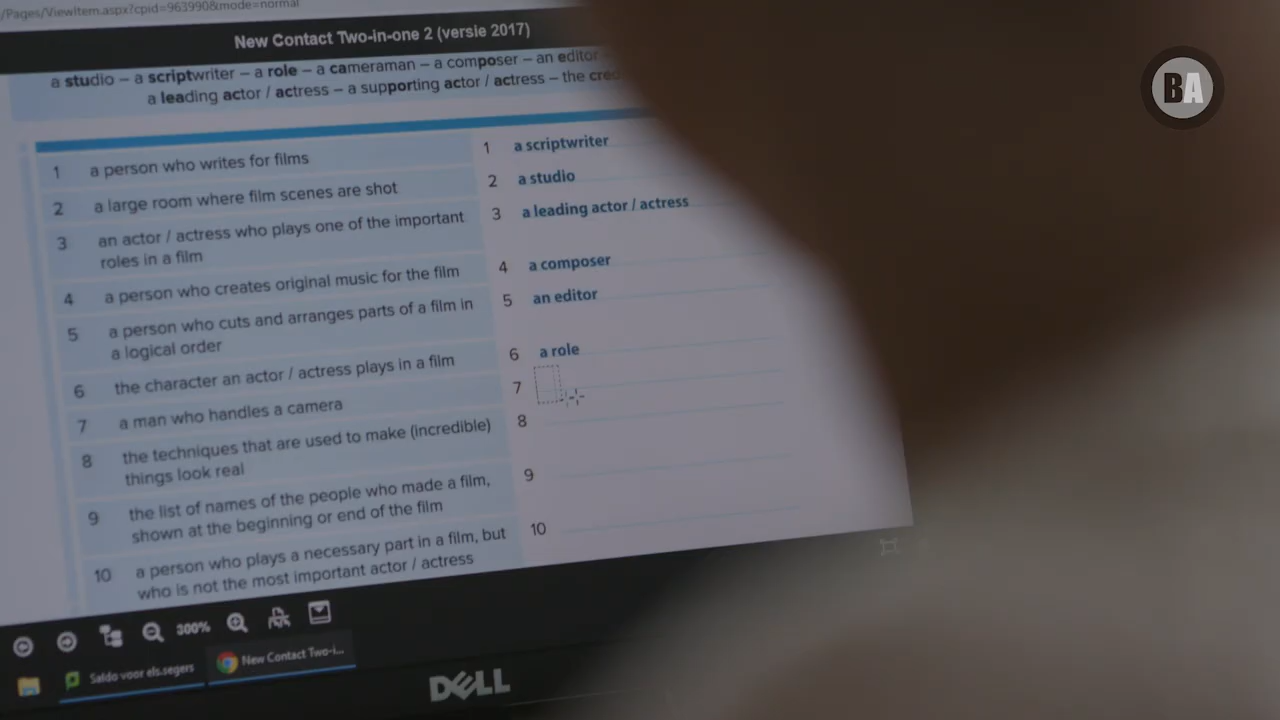 /Pages/ViewItem.aspx?cpid=963990&mode=normal
New Contact Two-in-one 2 (versie 2017)
a studio – a scriptwriter – a role – a cameraman – a composer – an editor –
a leading actor / actress – a supporting actor / actress – the
BA
1 a person who writes for films
1 a scriptwriter
2 a large room where film scenes are shot
2 a studio
3 an actor / actress who plays one of the important
roles in a film
3 a leading actor / actress
4 a person who creates original music for the film
4 a composer
5 a person who cuts and arranges parts of a film in
a logical order
5 an editor
6 the character an actor / actress plays in a film
6 a role
7 a man who handles a camera
7
8 the techniques that are used to make (incredible)
things look real
8
9 the list of names of the people who made a film,
shown at the beginning or end of the film
9
10 a person who plays a necessary part in a film, but
who is not the most important actor / actress
10
300%
Saldo voor els.segers
New Contact Two-i...
DELL